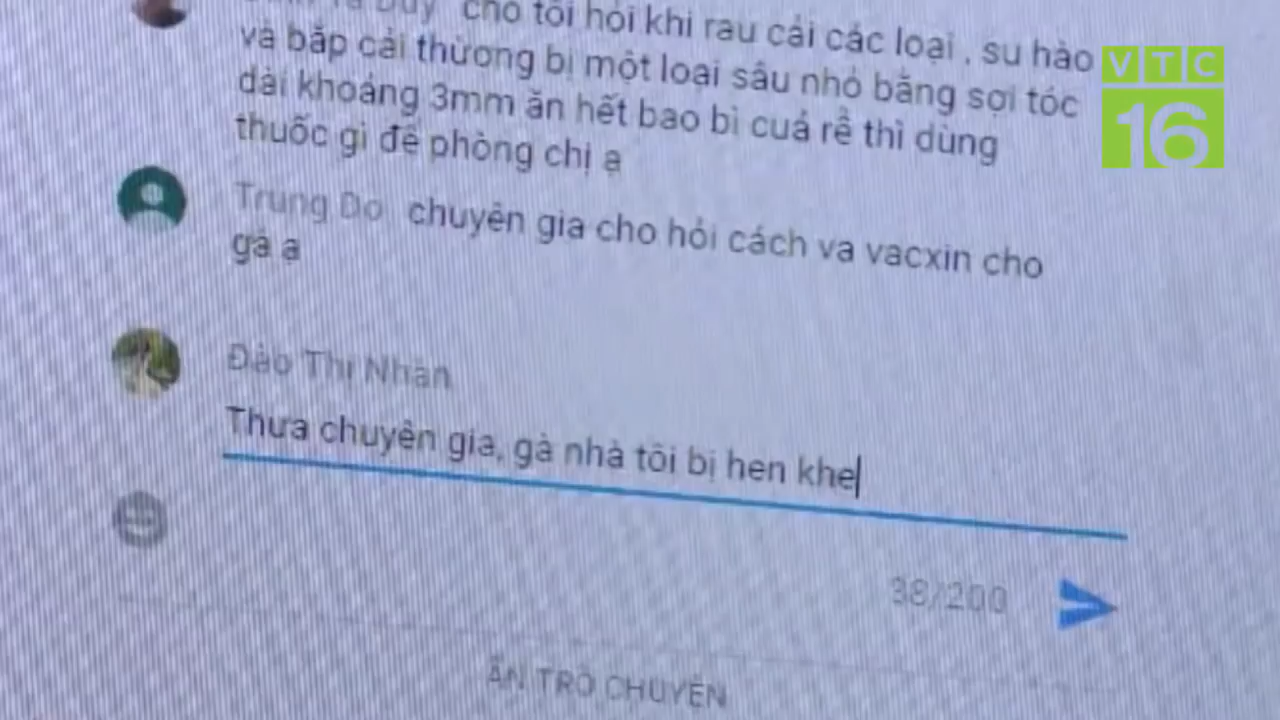 Duy cho tôi hỏi khi rau cải các loại , su hào
và bắp cải thường bị một loại sâu nhỏ bằng sợi tóc
dài khoảng 3mm ăn hết bao bì cuả rễ thì dùng
thuốc gì để phòng chị ạ
Trung Do chuyên gia cho hỏi cách va vacxin cho
gà ạ
Đào Thị Nhàn
Thưa chuyên gia, gà nhà tôi bị hen khe
38/200
ẨN TRÒ CHUYỆN
VTC
16